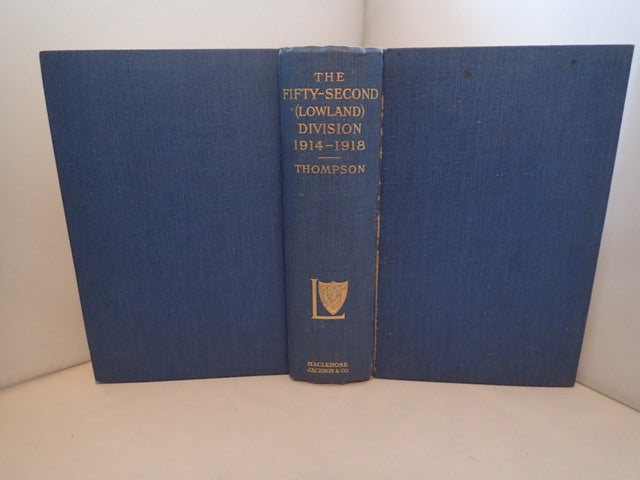 THE
FIFTY-SECOND
(LOWLAND)
DIVISION
1914-1918
THOMPSON
L
MACLEHOSE
JACKSON & CO.